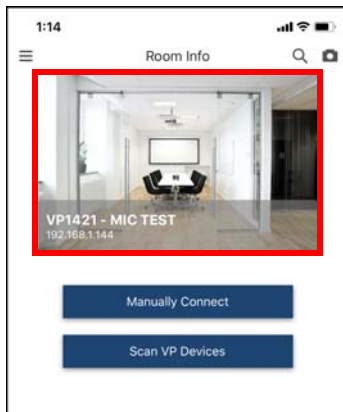 1:14
Room Info
VP1421 - MIC TEST
192.168.1.144
Manually Connect
Scan VP Devices